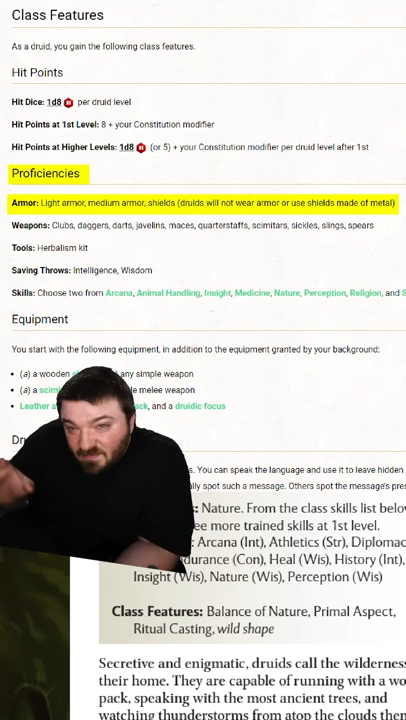 Class Features
As a druid, you gain the following class features.
Hit Points
Hit Dice: 1d8 per druid level
Hit Points at 1st Level: 8 + your Constitution modifier
Hit Points at Higher Levels: 1d8 (or 5) + your Constitution modifier per druid level after 1st
Proficiencies
Armor: Light armor, medium armor, shields (druids will not wear armor or use shields made of metal)
Weapons: Clubs, daggers, darts, javelins, maces, quarterstaffs, scimitars, sickles, slings, spears
Tools: Herbalism kit
Saving Throws: Intelligence, Wisdom
Skills: Choose two from Arcana, Animal Handling, Insight, Medicine, Nature, Perception, Religion, and S
Equipment
You start with the following equipment, in addition to the equipment granted by your background:
• (a) a wooden any simple weapon
• (a) a melee weapon
• Leather and a druidic focus
You can speak the language and use it to leave hidden
spot such a message. Others spot the message's
Nature. From the class skills list
more trained skills at 1st level.
Arcana (Int), Athletics (Str),
(Con), Heal (Wis), History (Int),
Insight (Wis), Nature (Wis), Perception (Wis)
Class Features: Balance of Nature, Primal Aspect,
Ritual Casting, wild shape
Secretive and enigmatic, druids call the
their home. They are capable of running with a
pack, speaking with the most ancient trees, and
watching thunderstorms from atop the clouds